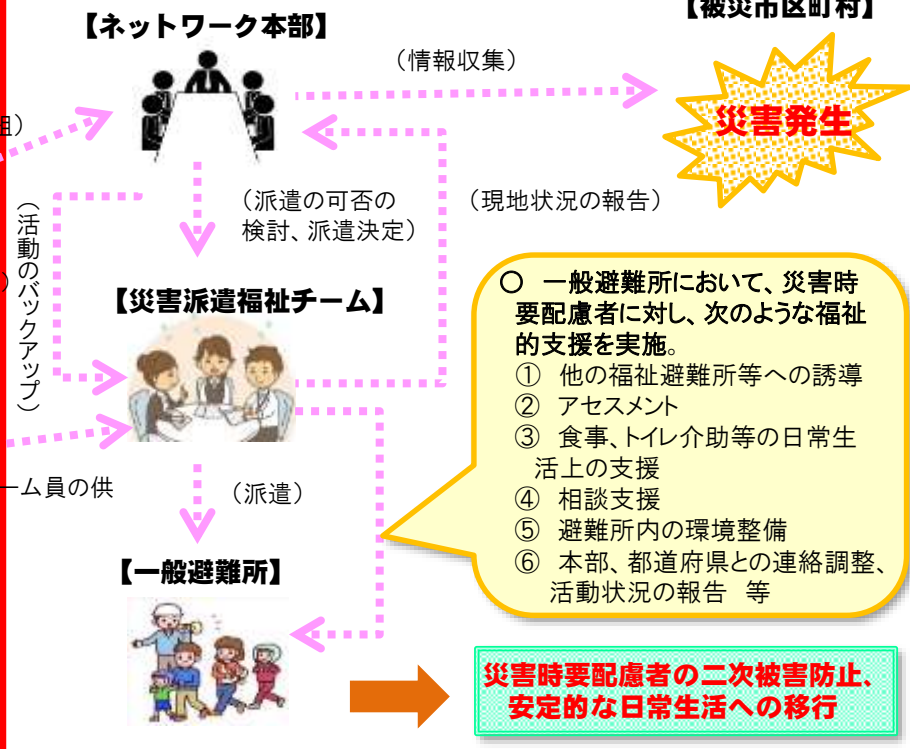 【被災市区町村】
【ネットワーク本部】
（情報収集）
災害発生
組）
（派遣の可否の
検討、派遣決定）
（現地状況の報告）
（活動のバックアップ）
）
【災害派遣福祉チーム】
○　一般避難所において、災害時
要配慮者に対し、次のような福祉
的支援を実施。
①　他の福祉避難所等への誘導
②　アセスメント
③　食事、トイレ介助等の日常生
活上の支援
④　相談支援
⑤　避難所内の環境整備
⑥　本部、都道府県との連絡調整、
活動状況の報告　等
ーム員の供
（派遣）
【一般避難所】
災害時要配慮者の二次被害防止、
安定的な日常生活への移行